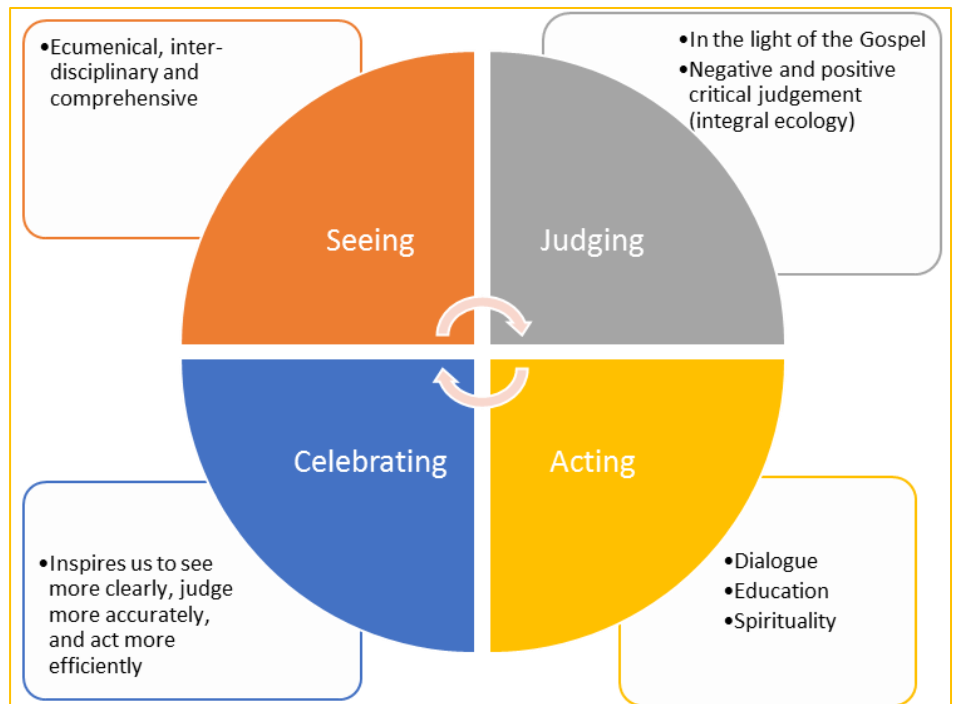 •Ecumenical, inter-
disciplinary and
comprehensive
•In the light of the Gospel
•Negative and positive
critical judgement
(integral ecology)
Seeing
Judging
Celebrating
Acting
•Inspires us to see
more clearly, judge
more accurately,
and act more
efficiently
•Dialogue
•Education
•Spirituality